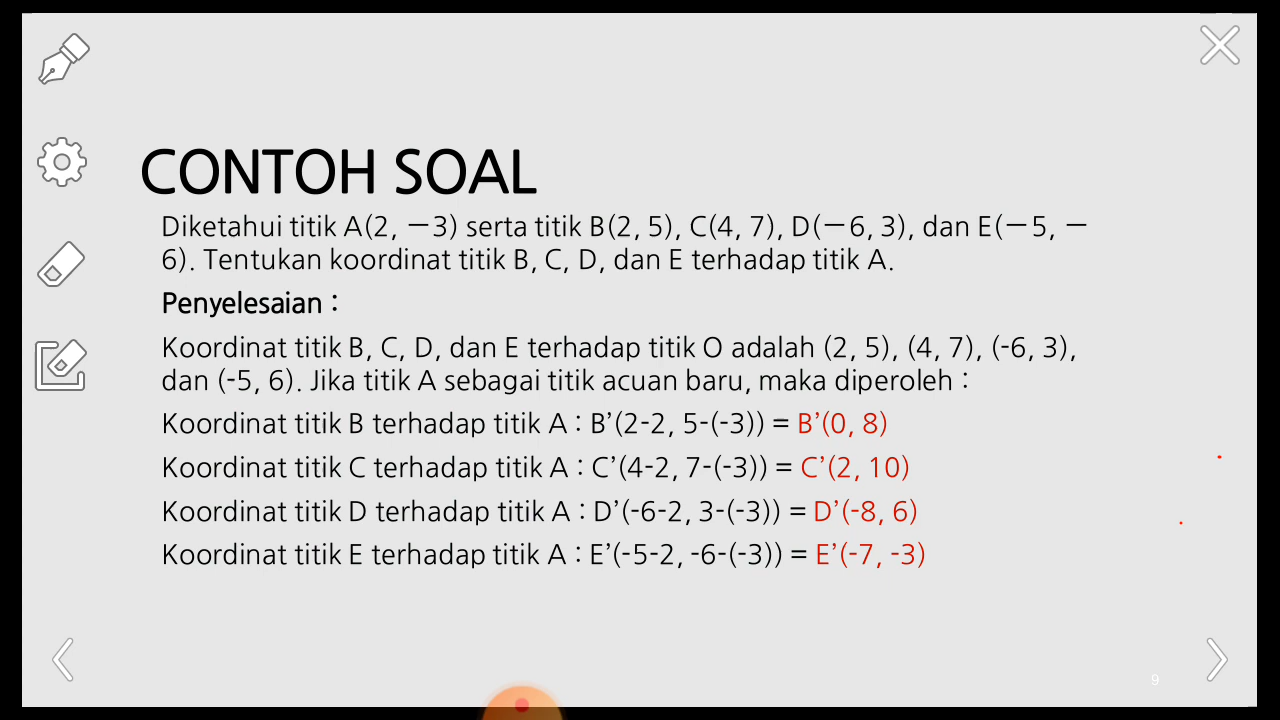 CONTOH SOAL
Diketahui titik A(2, −3) serta titik B(2, 5), C(4, 7), D(−6, 3), dan E(−5, −
6). Tentukan koordinat titik B, C, D, dan E terhadap titik A.
Penyelesaian :
Koordinat titik B, C, D, dan E terhadap titik O adalah (2, 5), (4, 7), (-6, 3),
dan (-5, 6). Jika titik A sebagai titik acuan baru, maka diperoleh :
Koordinat titik B terhadap titik A : B’(2-2, 5-(-3)) = B’(0, 8)
Koordinat titik C terhadap titik A : C’(4-2, 7-(-3)) = C’(2, 10)
Koordinat titik D terhadap titik A : D’(-6-2, 3-(-3)) = D’(-8, 6)
Koordinat titik E terhadap titik A : E’(-5-2, -6-(-3)) = E’(-7, -3)
9